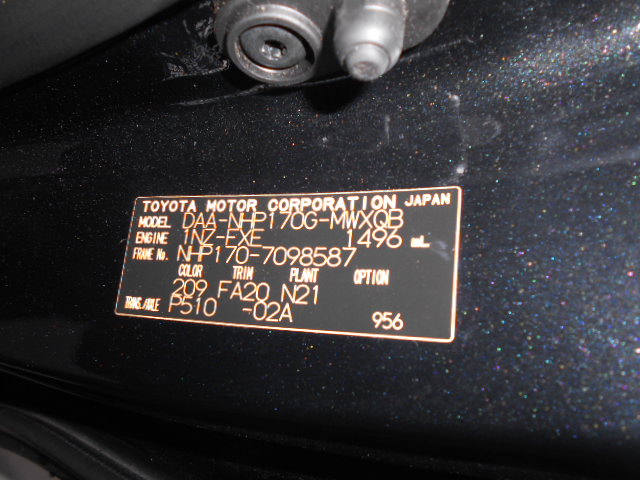 TOYOTA MOTOR CORPORATION JAPAN
MODEL DAA-NHP170G-MWXQB
ENGINE 1NZ-FXE 1496 mL
FRAME No. NHP170-7098587
COLOR TRIM PLANT OPTION
209 FA20 N21
TRANS./AXLE P510 -02A
956